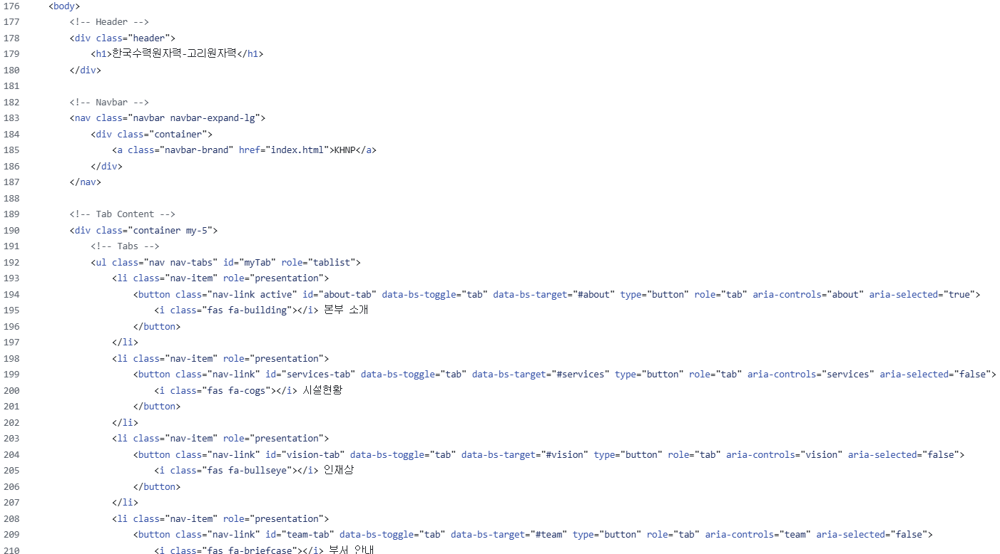 176 <body>
177 <!-- Header -->
178 <div class="header">
179 <h1>한국수력원자력-고리원자력</h1>
180 </div>
181
182 <!-- Navbar -->
183 <nav class="navbar navbar-expand-lg">
184 <div class="container">
185 <a class="navbar-brand" href="index.html">KHNP</a>
186 </div>
187 </nav>
188
189 <!-- Tab Content -->
190 <div class="container my-5">
191 <!-- Tabs -->
192 <ul class="nav nav-tabs" id="myTab" role="tablist">
193 <li class="nav-item" role="presentation">
194 <button class="nav-link active" id="about-tab" data-bs-toggle="tab" data-bs-target="#about" type="button" role="tab" aria-controls="about" aria-selected="true">
195 <i class="fas fa-building"></i> 본부 소개
196 </button>
197 </li>
198 <li class="nav-item" role="presentation">
199 <button class="nav-link" id="services-tab" data-bs-toggle="tab" data-bs-target="#services" type="button" role="tab" aria-controls="services" aria-selected="false">
200 <i class="fas fa-cogs"></i> 시설현황
201 </button>
202 </li>
203 <li class="nav-item" role="presentation">
204 <button class="nav-link" id="vision-tab" data-bs-toggle="tab" data-bs-target="#vision" type="button" role="tab" aria-controls="vision" aria-selected="false">
205 <i class="fas fa-bullseye"></i> 인재상
206 </button>
207 </li>
208 <li class="nav-item" role="presentation">
209 <button class="nav-link" id="team-tab" data-bs-toggle="tab" data-bs-target="#team" type="button" role="tab" aria-controls="team" aria-selected="false">
210 <i class="fas fa-briefcase"></i> 부서 안내